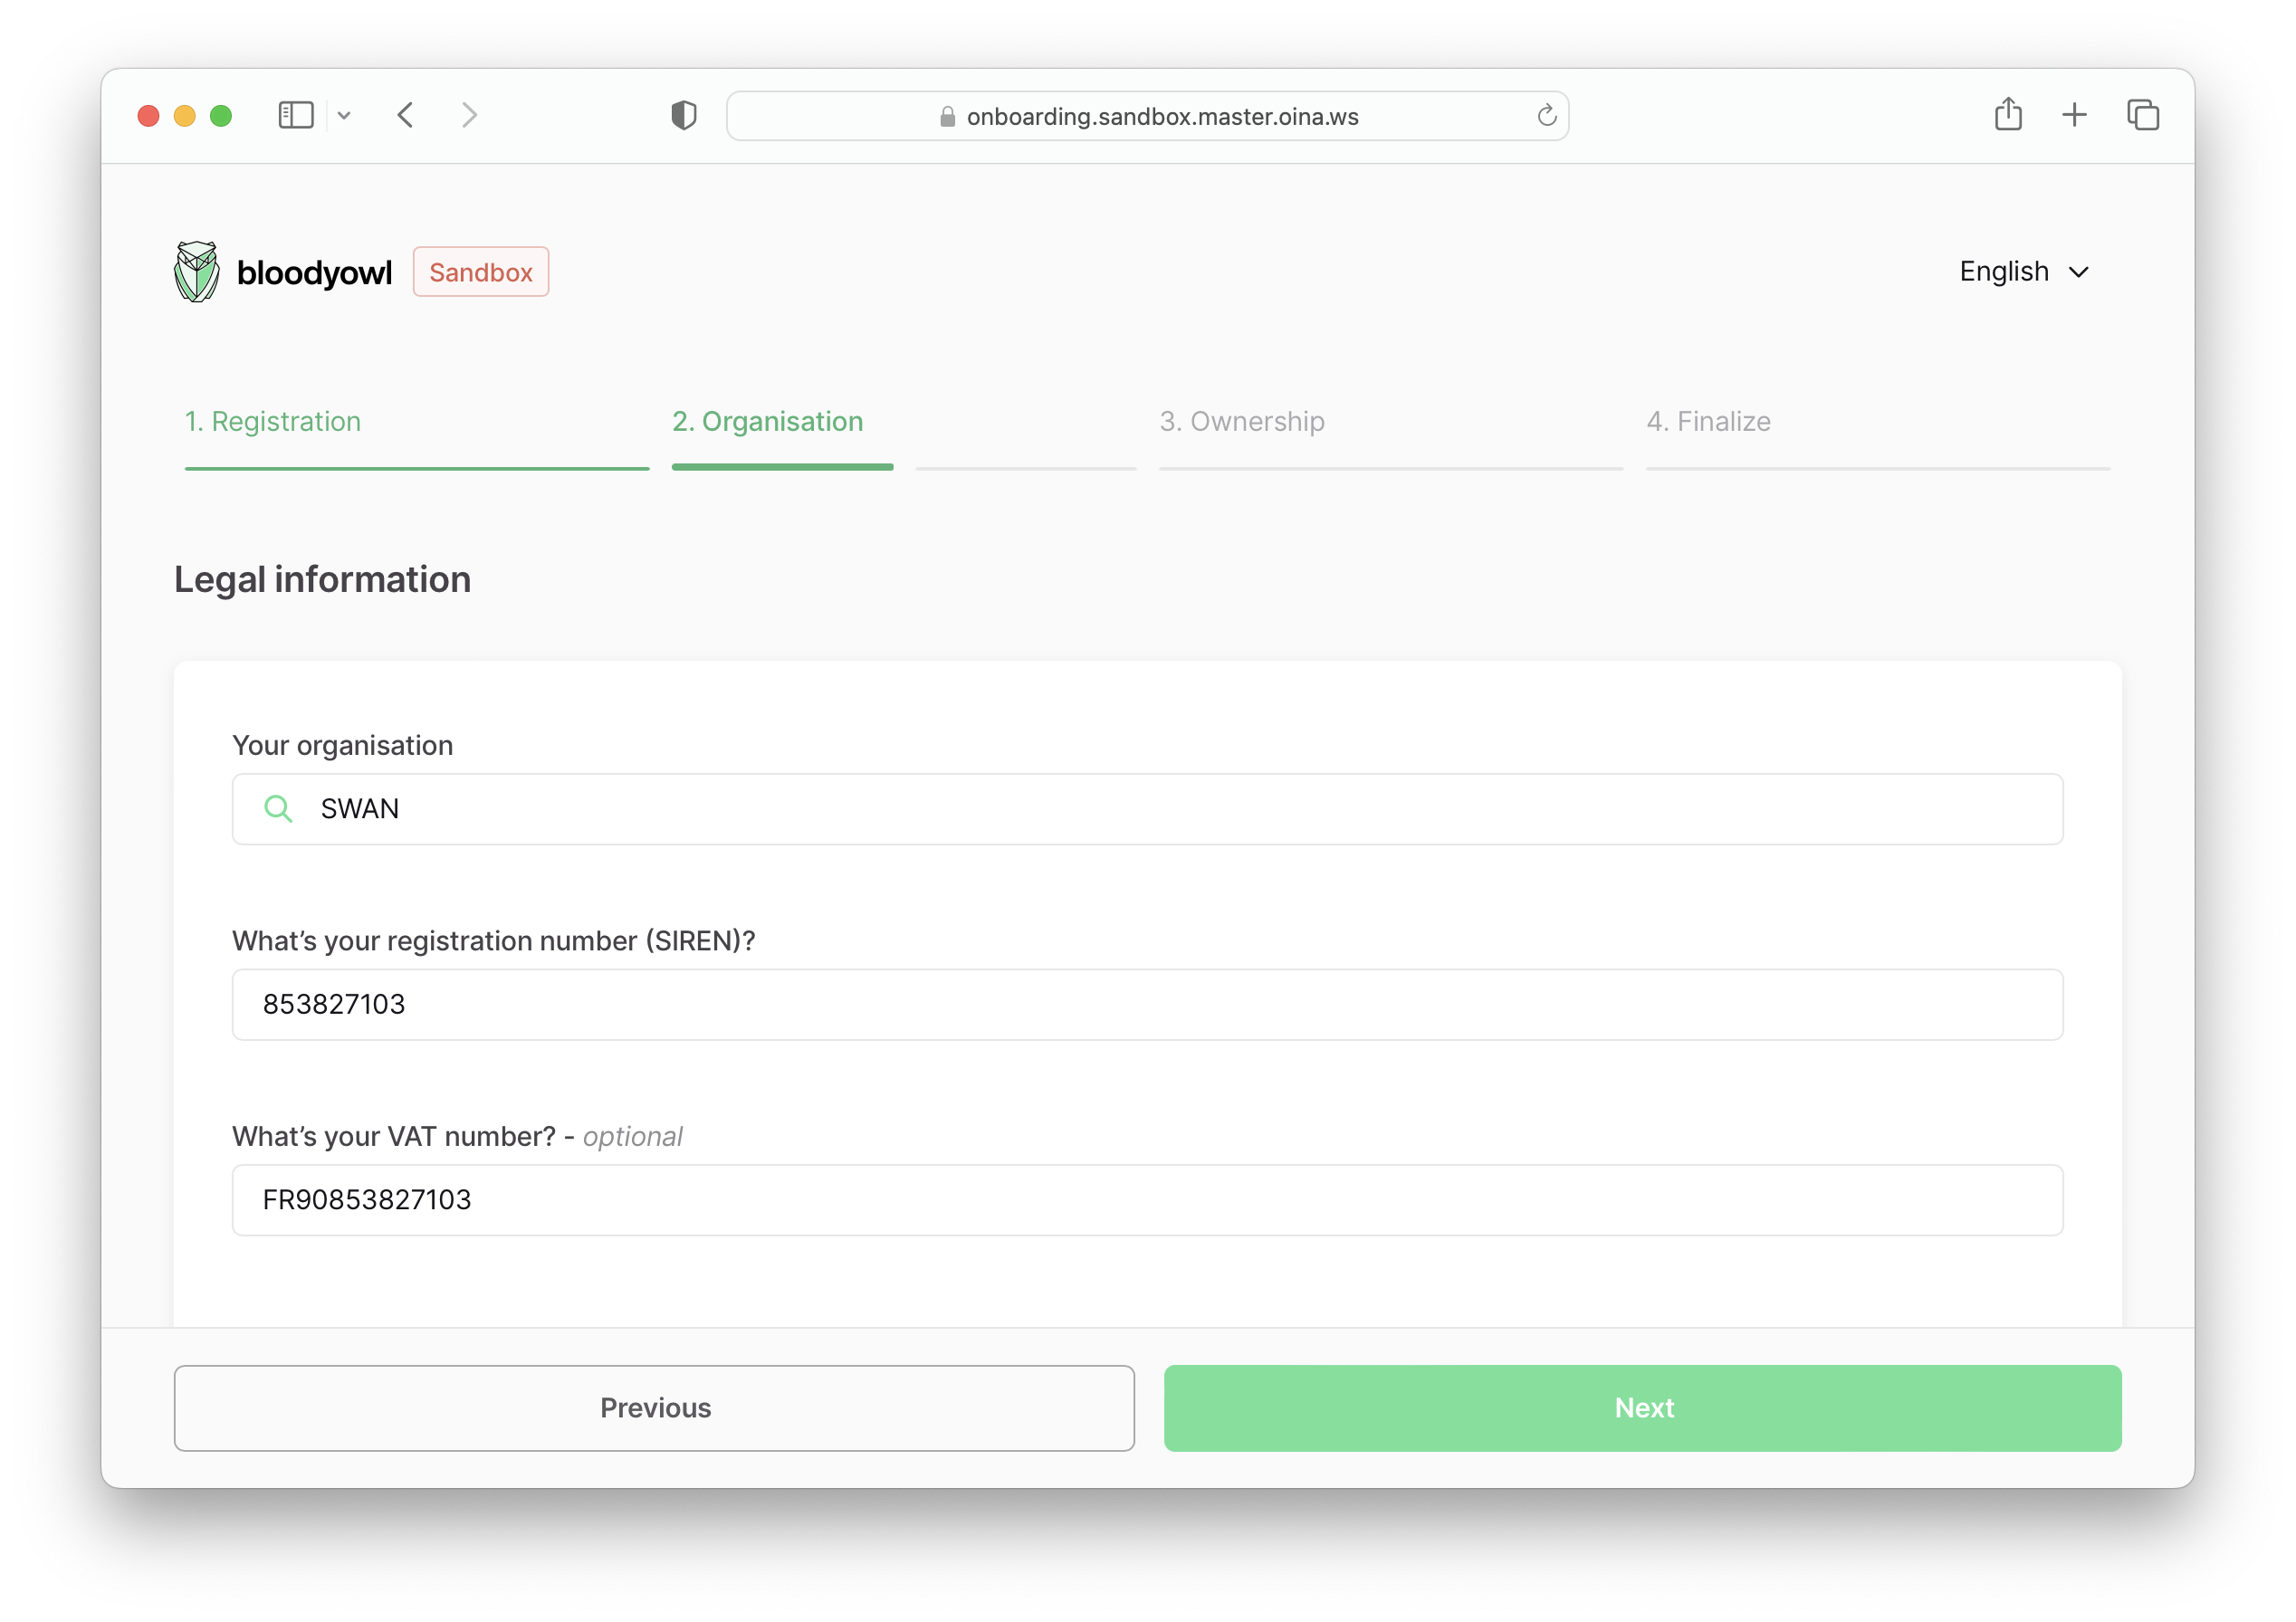 onboarding.sandbox.master.oina.ws
bloodyowl Sandbox English
1. Registration 2. Organisation 3. Ownership 4. Finalize
Legal information
Your organisation
SWAN
What’s your registration number (SIREN)?
853827103
What’s your VAT number? - optional
FR90853827103
Previous Next